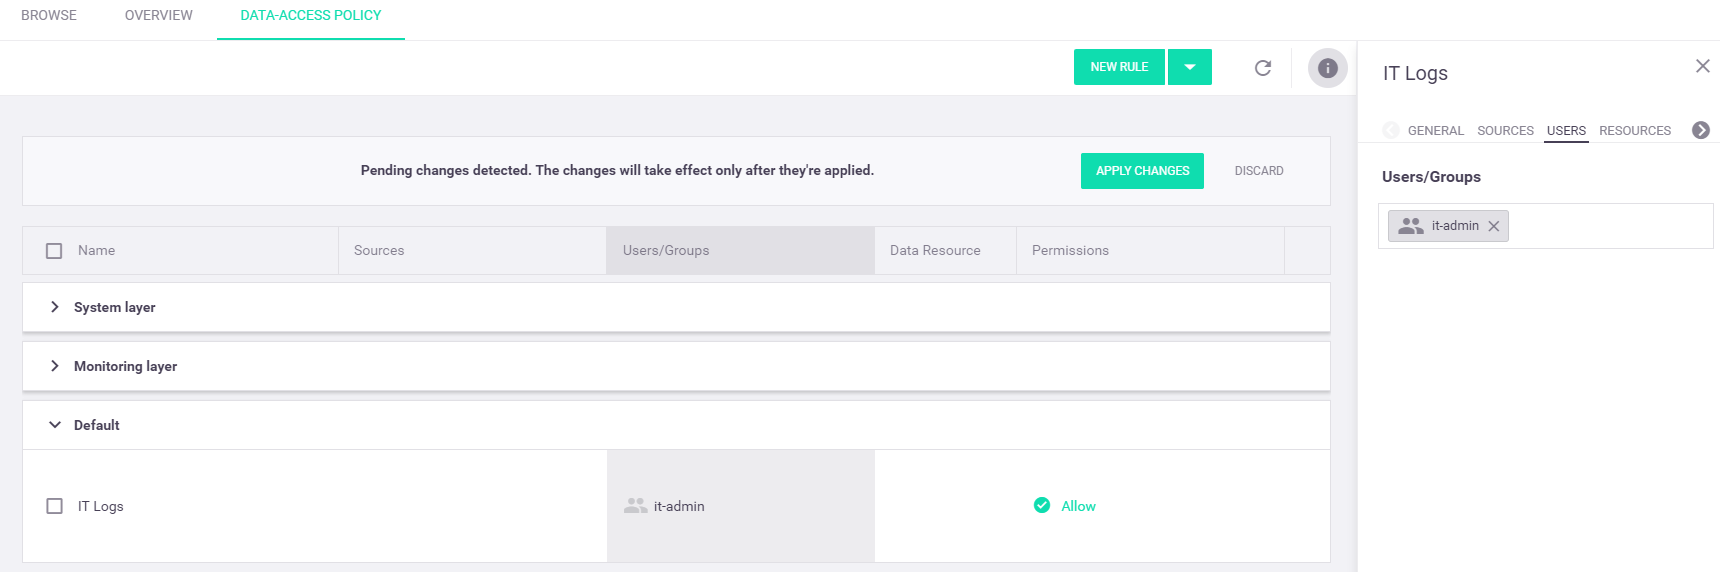 BROWSE OVERVIEW DATA-ACCESS POLICY
NEW RULE
IT Logs
GENERAL SOURCES USERS RESOURCES
Pending changes detected. The changes will take effect only after they're applied. APPLY CHANGES DISCARD
Users/Groups
it-admin
Name Sources Users/Groups Data Resource Permissions
System layer
Monitoring layer
Default
IT Logs it-admin Allow